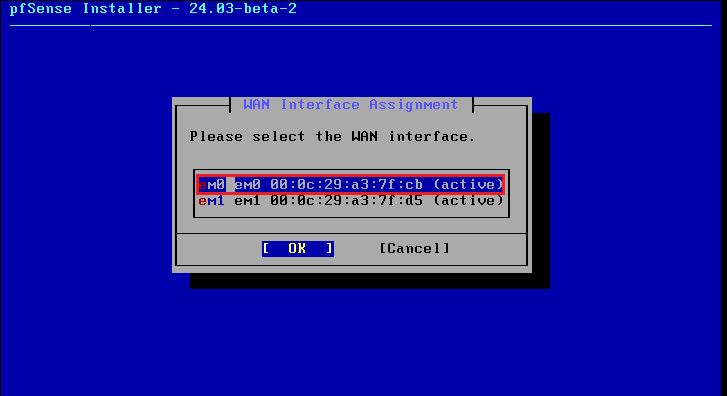 pfSense Installer - 24.03-beta-2
WAN Interface Assignment
Please select the WAN interface.
em0 em0 00:0c:29:a3:7f:cb (active)
em1 em1 00:0c:29:a3:7f:d5 (active)
[ OK ] [Cancel]